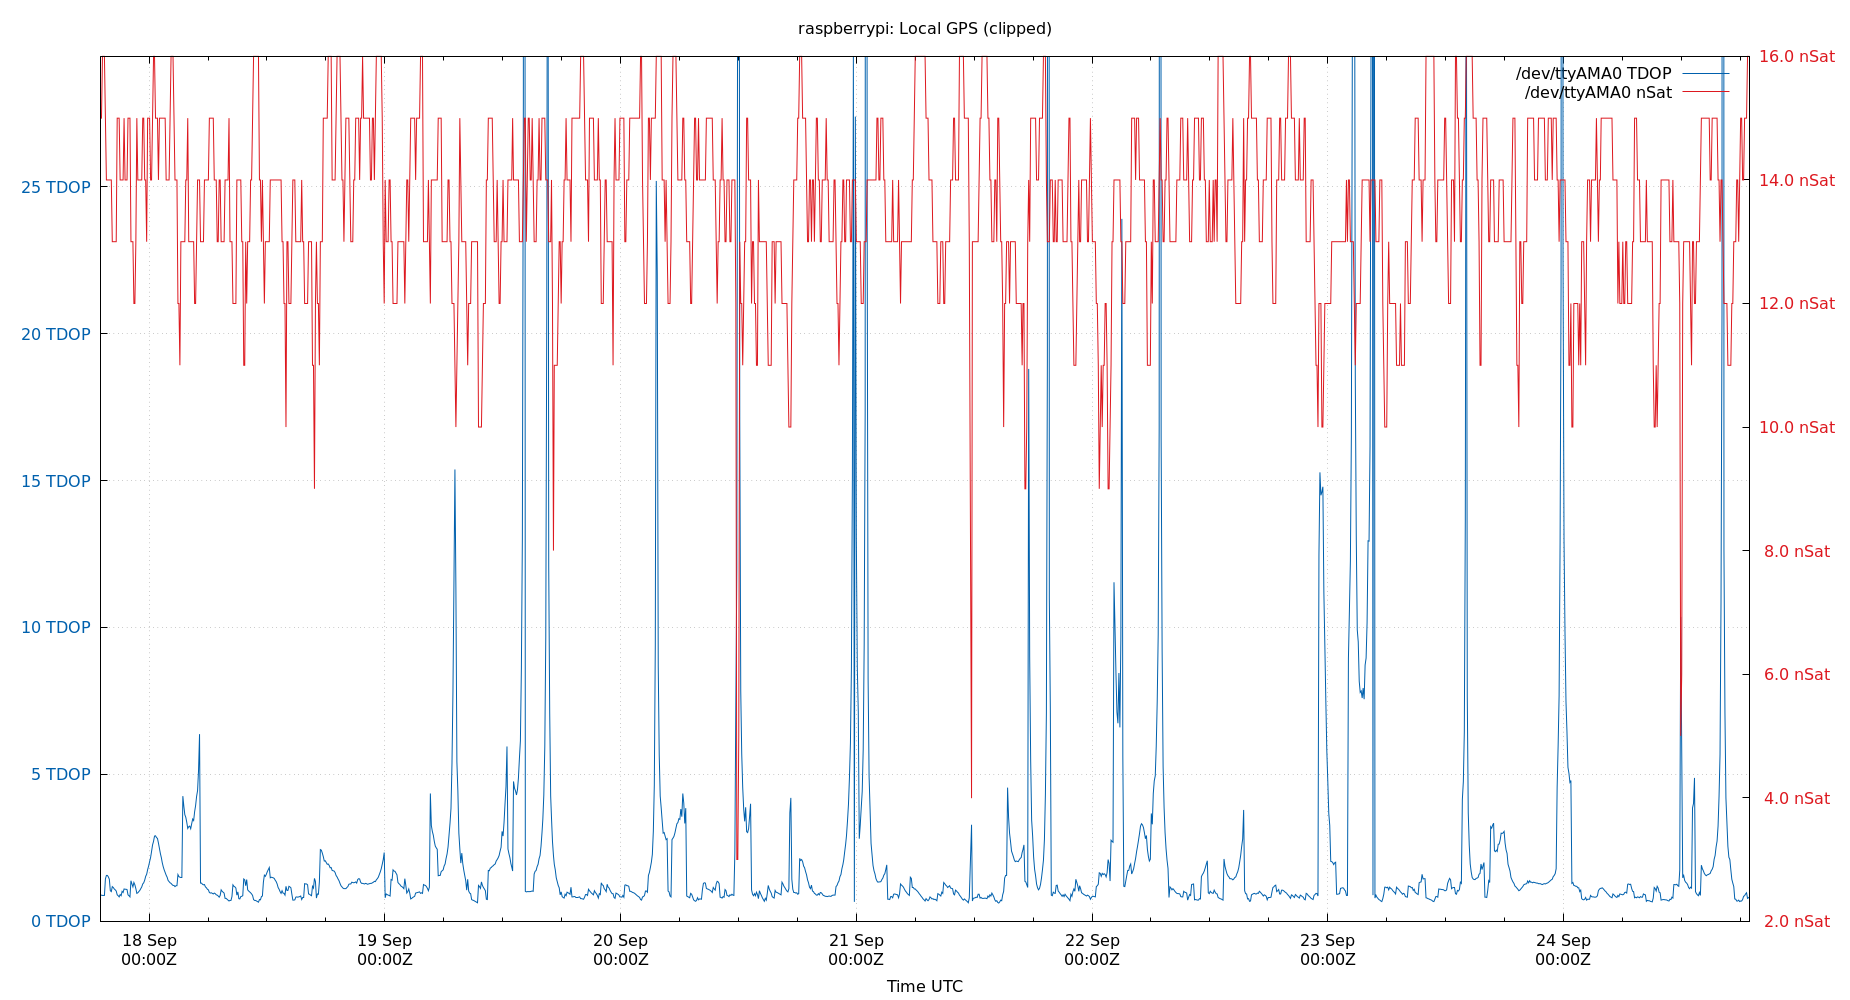 raspberrypi: Local GPS (clipped)
/dev/ttyAMA0 TDOP
/dev/ttyAMA0 nSat
25 TDOP
20 TDOP
15 TDOP
10 TDOP
5 TDOP
0 TDOP
16.0 nSat
14.0 nSat
12.0 nSat
10.0 nSat
8.0 nSat
6.0 nSat
4.0 nSat
2.0 nSat
18 Sep
00:00Z
19 Sep
00:00Z
20 Sep
00:00Z
21 Sep
00:00Z
22 Sep
00:00Z
23 Sep
00:00Z
24 Sep
00:00Z
Time UTC